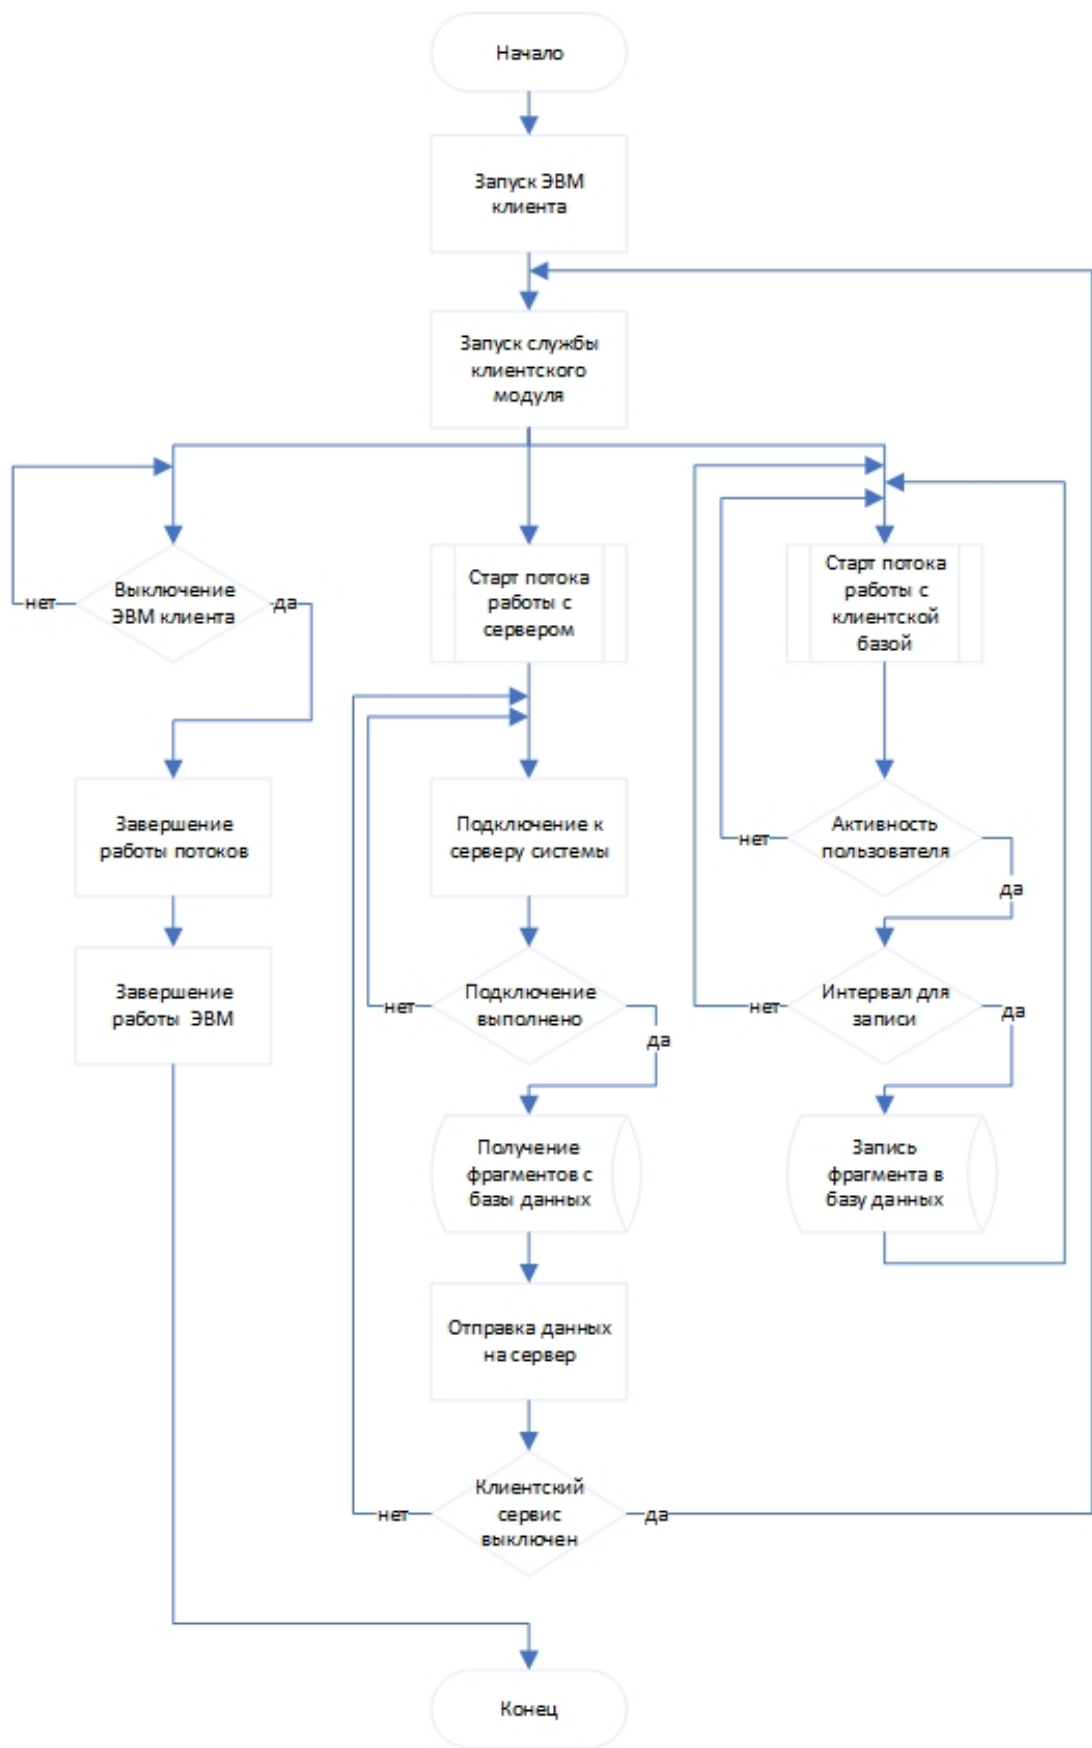 Начало
Запуск ЭВМ
клиента
Запуск службы
клиентского
модуля
Выключение
ЭВМ клиента
нет
да
Старт потока
работы с
сервером
Старт потока
работы с
клиентской
базой
Завершение
работы потоков
Подключение к
серверу системы
Активность
пользователя
нет
да
Завершение
работы ЭВМ
Подключение
выполнено
нет
да
Интервал для
записи
нет
да
Получение
фрагментов с
базы данных
Запись
фрагмента в
базу данных
Отправка данных
на сервер
Клиентский
сервис
выключен
нет
да
Конец